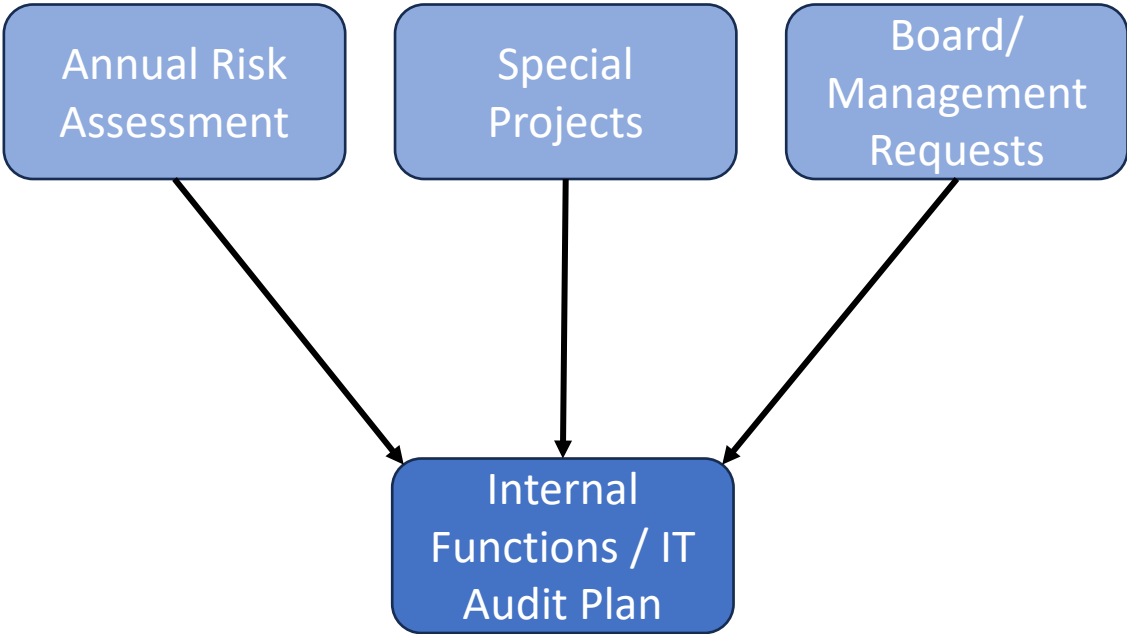 Annual Risk
Assessment
Special
Projects
Board/
Management
Requests
Internal
Functions / IT
Audit Plan